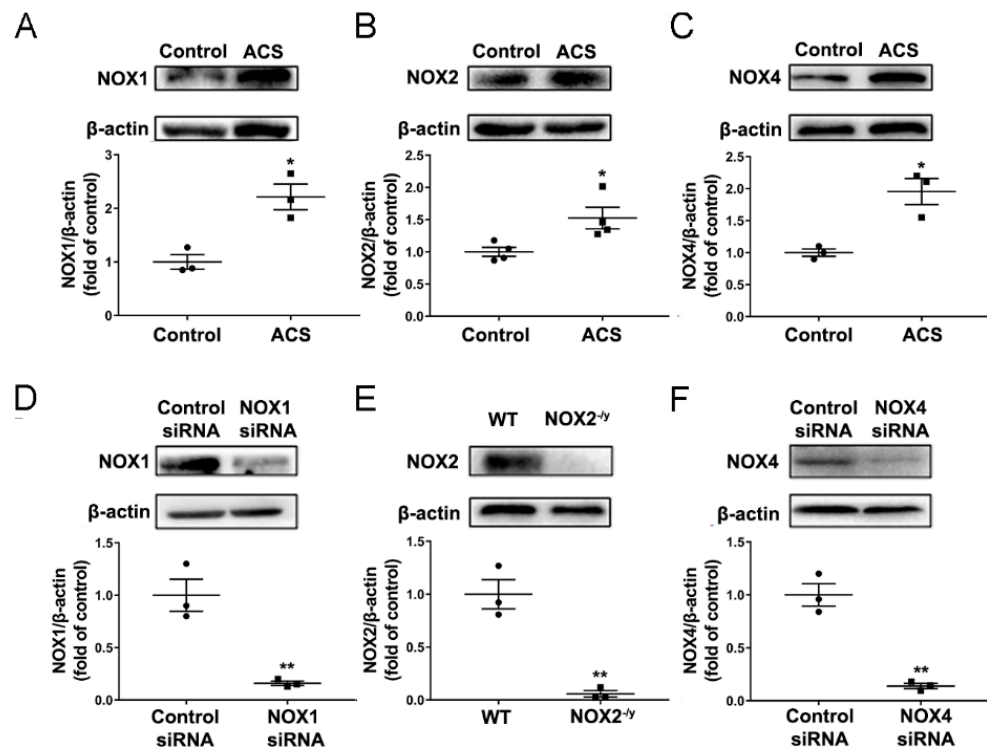 A
Control ACS
NOX1
β-actin
NOX1/β-actin
(fold of control)
3
2
1
0
*
Control ACS
B
Control ACS
NOX2
β-actin
NOX2/β-actin
(fold of control)
2.5
2.0
1.5
1.0
0.5
0.0
*
Control ACS
C
Control ACS
NOX4
β-actin
NOX4/β-actin
(fold of control)
2.5
2.0
1.5
1.0
0.5
0.0
*
Control ACS
D
Control NOX1
siRNA siRNA
NOX1
β-actin
NOX1/β-actin
(fold of control)
1.5
1.0
0.5
0.0
**
Control NOX1
siRNA siRNA
E
WT NOX2-/y
NOX2
β-actin
NOX2/β-actin
(fold of control)
1.5
1.0
0.5
0.0
**
WT NOX2-/y
F
Control NOX4
siRNA siRNA
NOX4
β-actin
NOX4/β-actin
(fold of control)
1.5
1.0
0.5
0.0
**
Control NOX4
siRNA siRNA